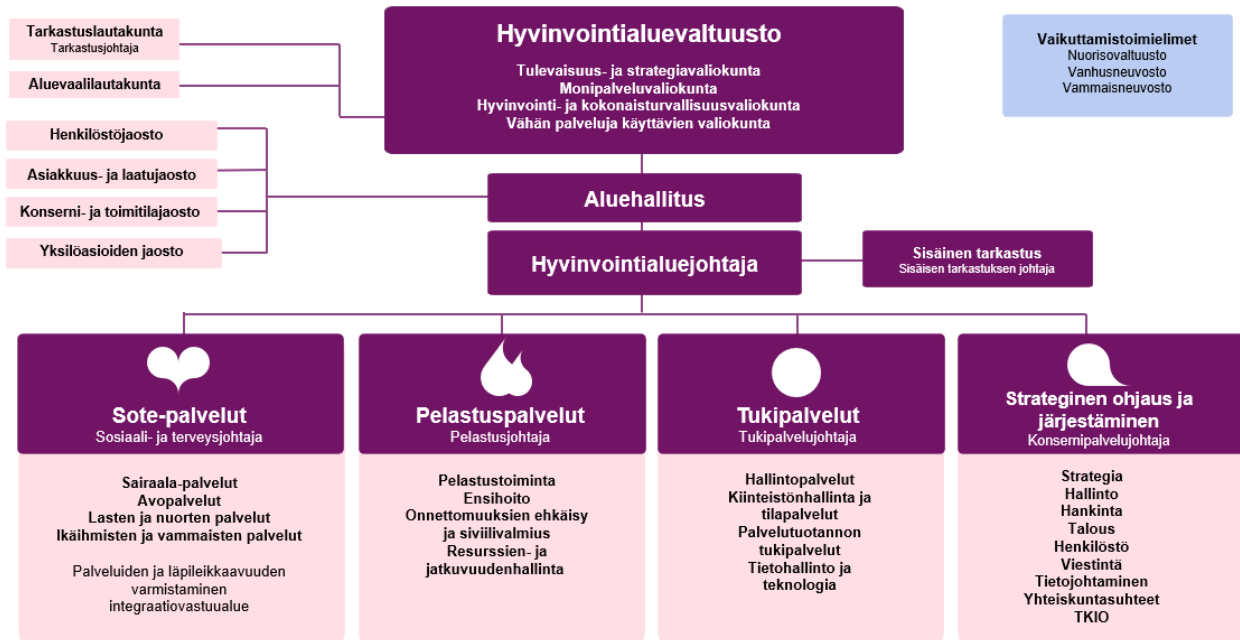 Tarkastuslautakunta
Tarkastusjohtaja
Aluevaalilautakunta
Hyvinvointialuevaltuusto
Tulevaisuus- ja strategiavaliokunta
Monipalveluvaliokunta
Hyvinvointi- ja kokonaisturvallisuusvaliokunta
Vähän palveluja käyttävien valiokunta
Vaikuttamistoimielimet
Nuorisovaltuusto
Vanhusneuvosto
Vammaisneuvosto
Henkilöstöjaosto
Asiakkuus- ja laatujaosto
Konserni- ja toimitilajaosto
Yksilöasioiden jaosto
Aluehallitus
Hyvinvointialuejohtaja
Sisäinen tarkastus
Sisäisen tarkastuksen johtaja
Sote-palvelut
Sosiaali- ja terveysjohtaja
Sairaala-palvelut
Avopalvelut
Lasten ja nuorten palvelut
Ikäihmisten ja vammaisten palvelut
Palveluiden ja läpileikkaavuuden
varmistaminen
integraatiovastuualue
Pelastuspalvelut
Pelastusjohtaja
Pelastustoiminta
Ensihoito
Onnettomuuksien ehkäisy
ja siviilivalmius
Resurssien- ja
jatkuvuudenhallinta
Tukipalvelut
Tukipalvelujohtaja
Hallintopalvelut
Kiinteistönhallinta ja
tilapalvelut
Palvelutuotannon
tukipalvelut
Tietohallinto ja
teknologia
Strateginen ohjaus ja
järjestäminen
Konsernipalvelujohtaja
Strategia
Hallinto
Hankinta
Talous
Henkilöstö
Viestintä
Tietojohtaminen
Yhteiskuntasuhteet
TKIO